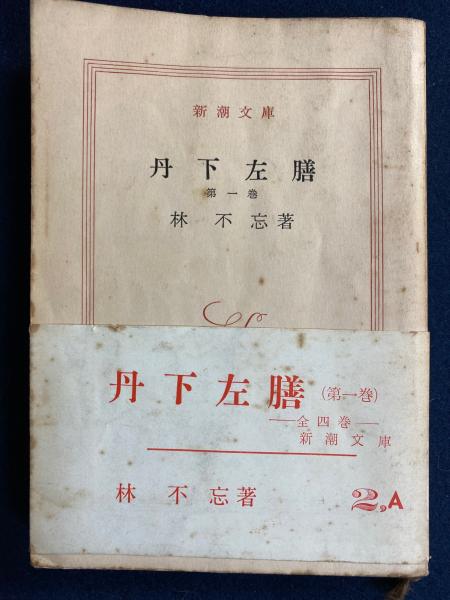 新潮文庫
丹下左膳
第一巻
林不忘著
丹下左膳（第一巻）
―全四巻―
新潮文庫
林不忘著
2,A